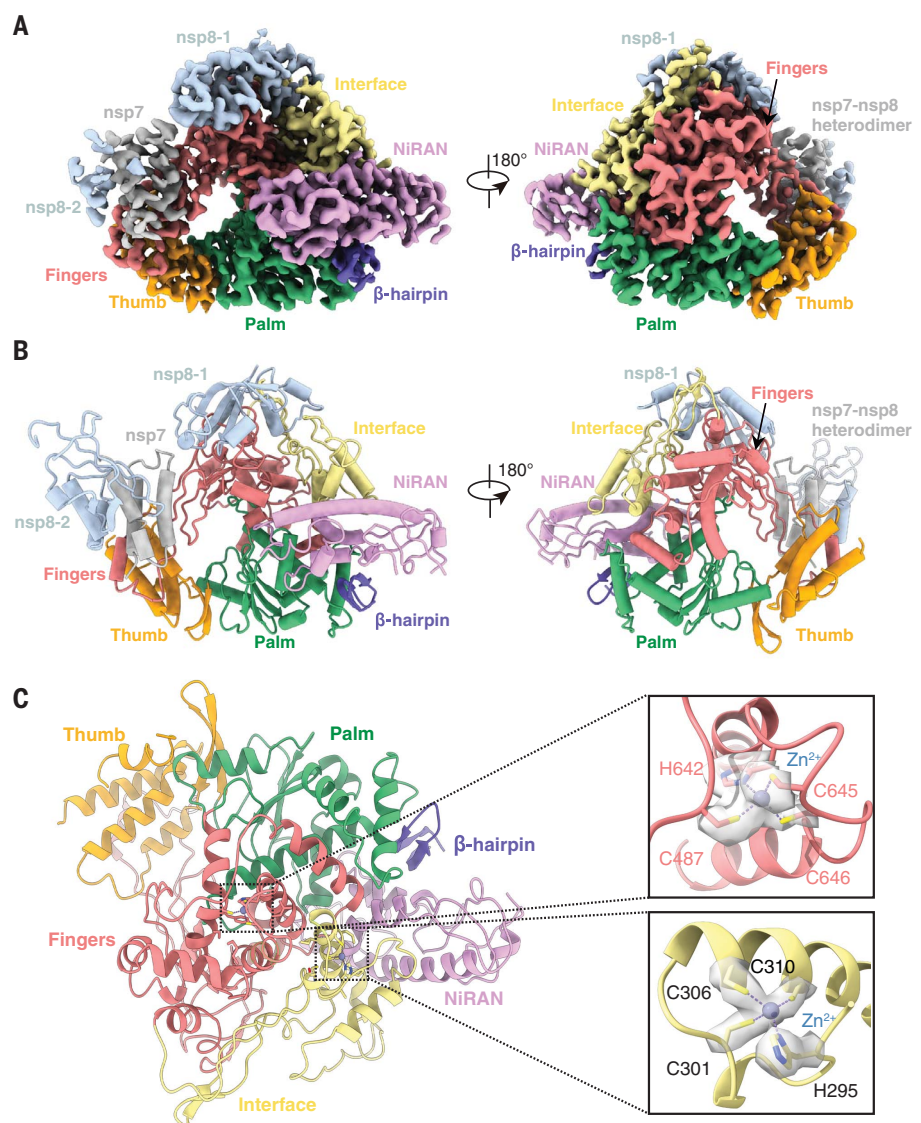 A
nsp8-1
Interface
nsp7
NiRAN
nsp8-2
Fingers
Thumb
Palm
β-hairpin
180°
nsp8-1
Fingers
Interface
nsp7-nsp8
heterodimer
NiRAN
β-hairpin
Palm
Thumb
B
nsp8-1
nsp7
Interface
NiRAN
nsp8-2
Fingers
Thumb
Palm
β-hairpin
180°
nsp8-1
Fingers
Interface
nsp7-nsp8
heterodimer
NiRAN
β-hairpin
Palm
Thumb
C
Thumb
Palm
β-hairpin
Fingers
NiRAN
Interface
H642
Zn²⁺
C645
C487
C646
C310
C306
Zn²⁺
C301
H295